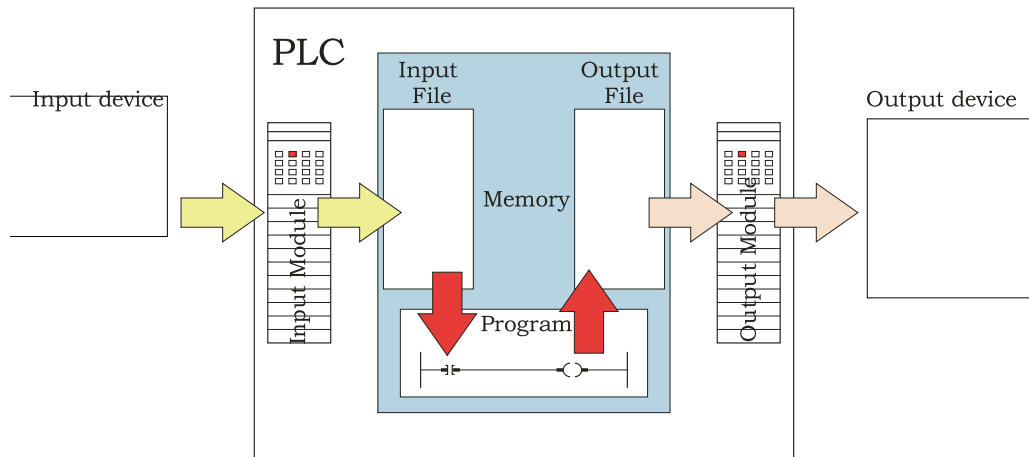 PLC
Input
File
Output
File
Input device
Output device
Memory
Input Module
Output Module
Program